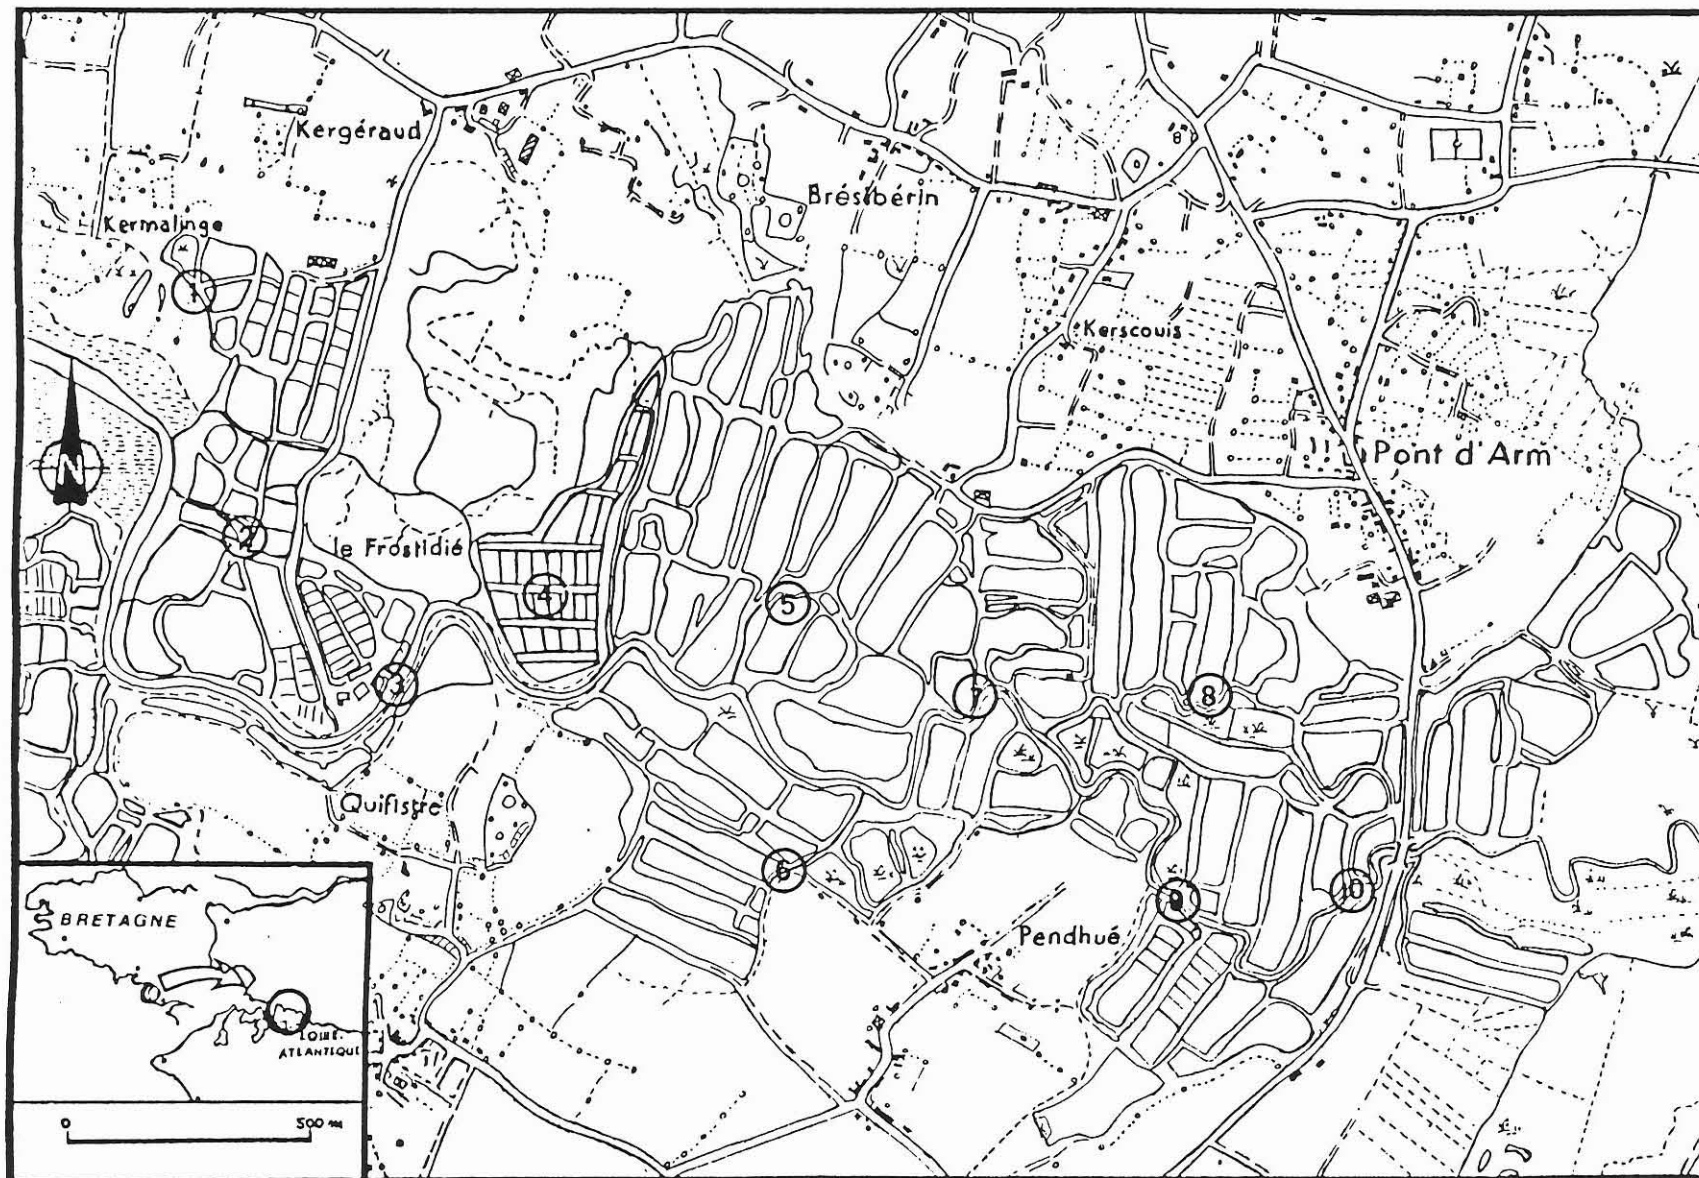 Kergéraud
Brésibérin
Kermalinge
1
Kerscouis
Pont d'Arm
N
2
le Frostidié
4
5
3
7
8
Quifistre
6
9
10
Pendhué
BRETAGNE
LOIRE-
ATLANTIQUE
0
500 m